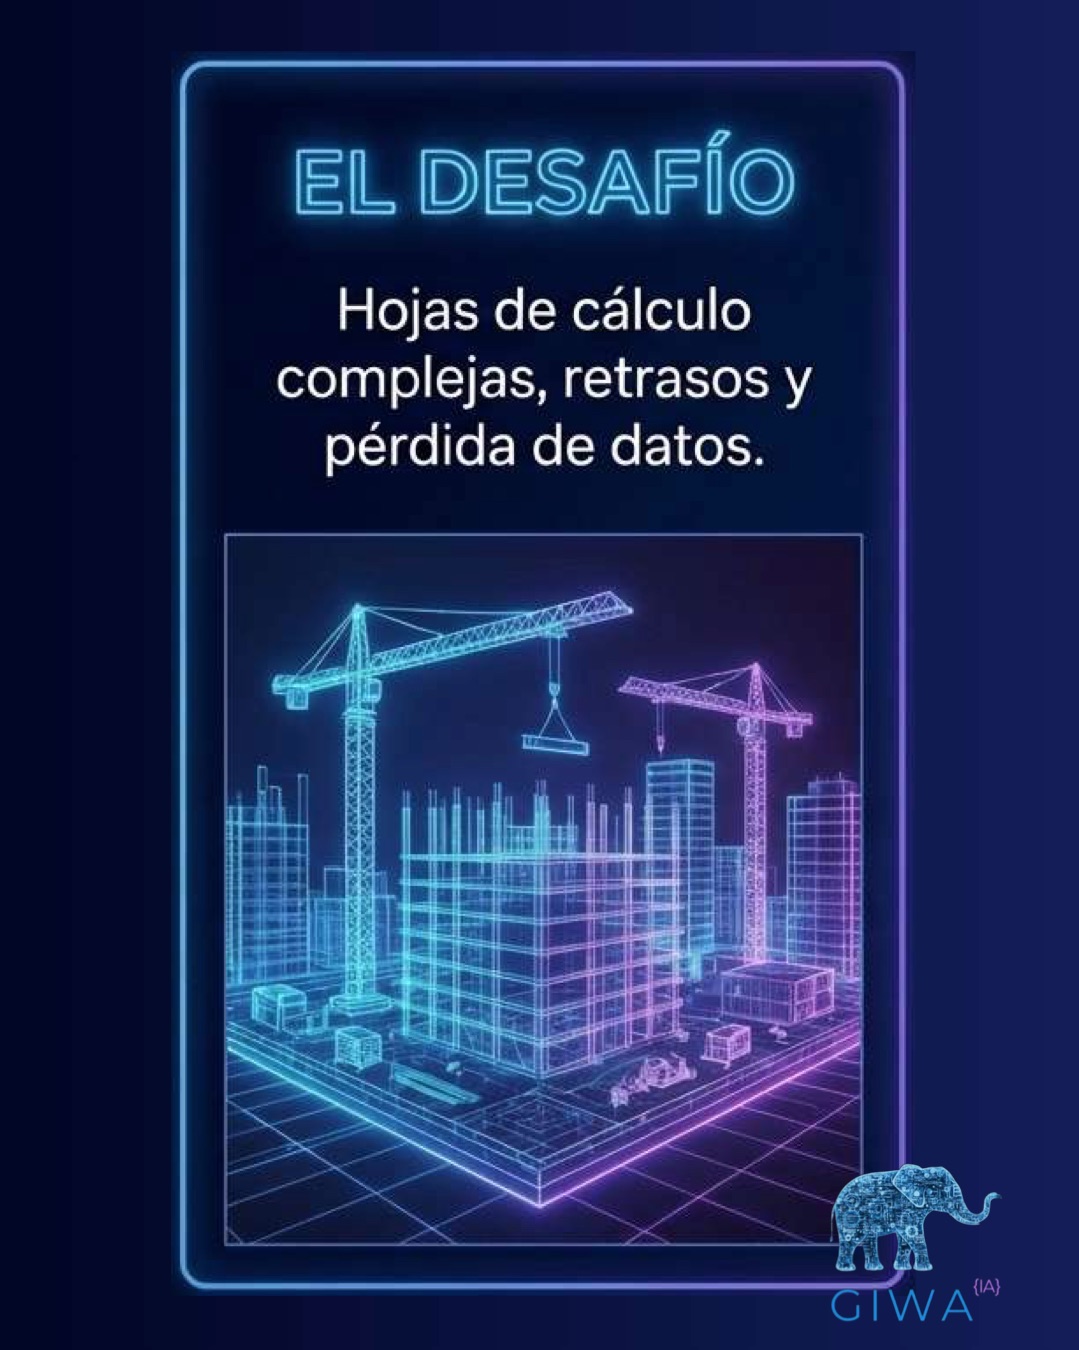 EL DESAFÍO
Hojas de cálculo
complejas, retrasos y
pérdida de datos.
GIWA {IA}